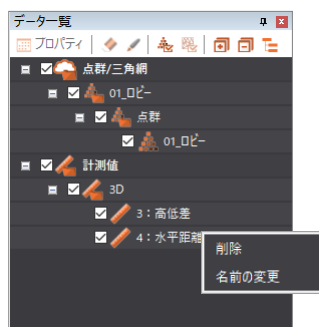 データ一覧
プロパティ
点群/三角網
01_ロビー
点群
01_ロビー
計測値
3D
3：高低差
4：水平距離
削除
名前の変更